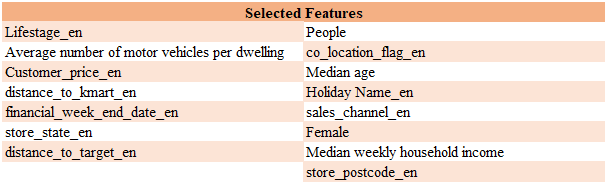 Selected Features
Lifestage_en People
Average number of motor vehicles per dwelling co_location_flag_en
Customer_price_en Median age
distance_to_kmart_en Holiday Name_en
financial_week_end_date_en sales_channel_en
store_state_en Female
distance_to_target_en Median weekly household income
store_postcode_en